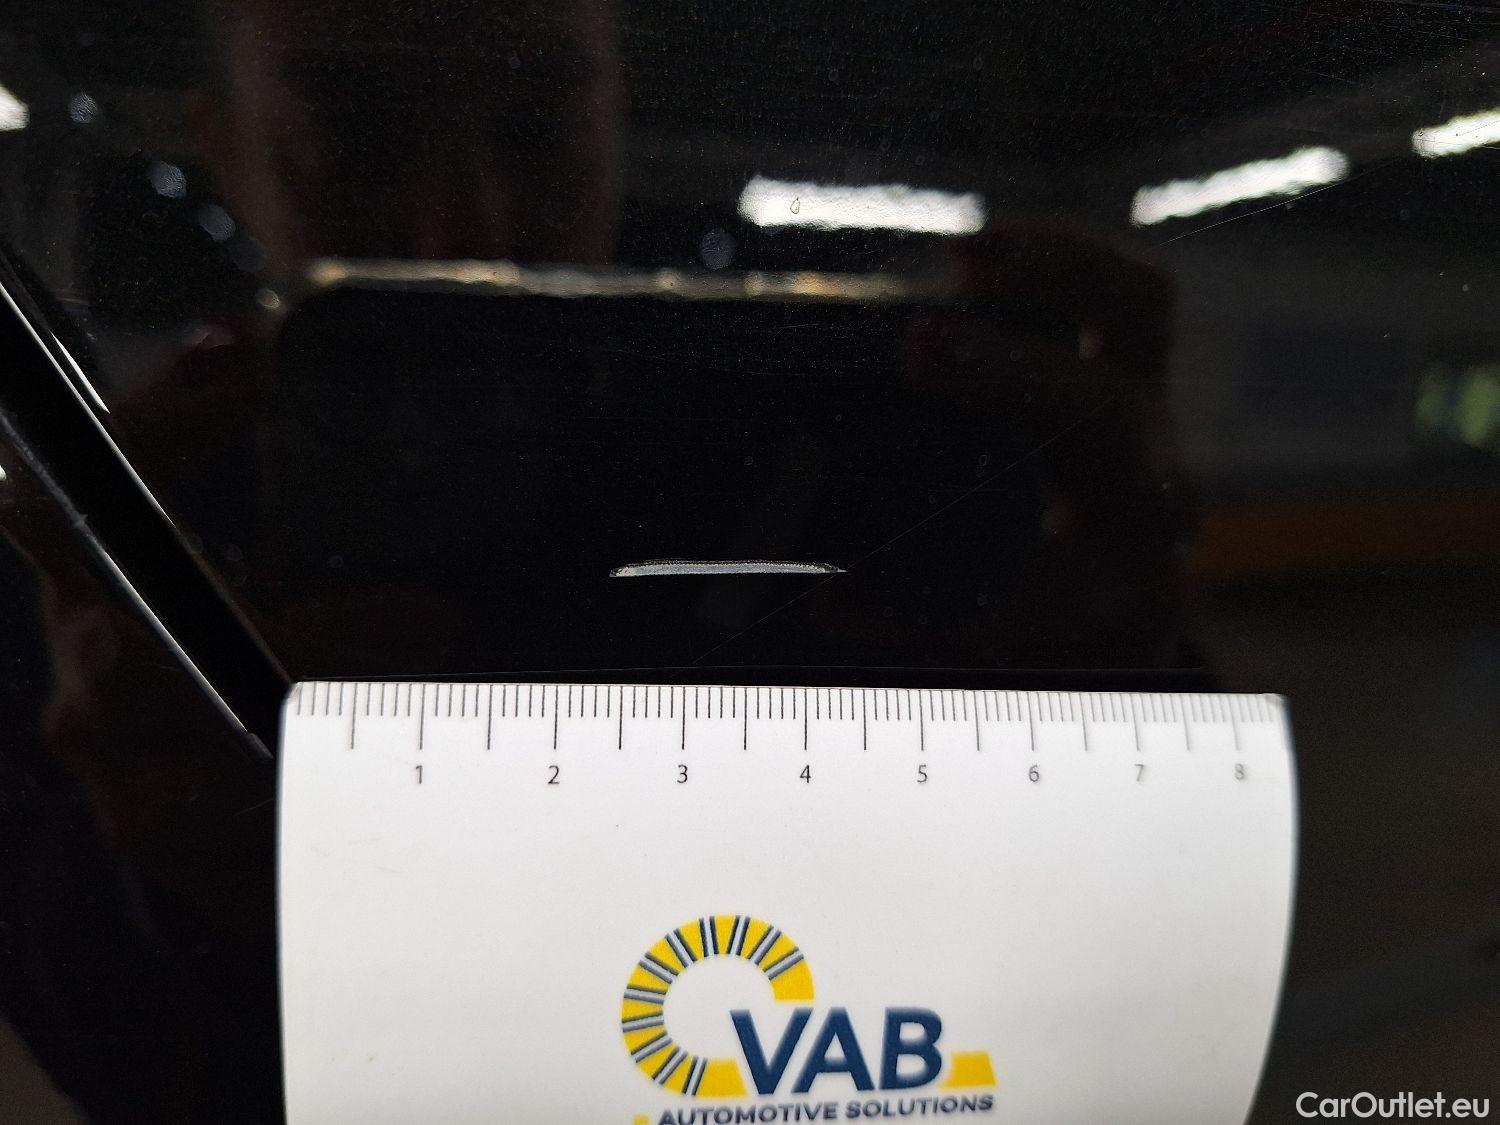 1 2 3 4 5 6 7 8
VAB
AUTOMOTIVE SOLUTIONS
CarOutlet.eu